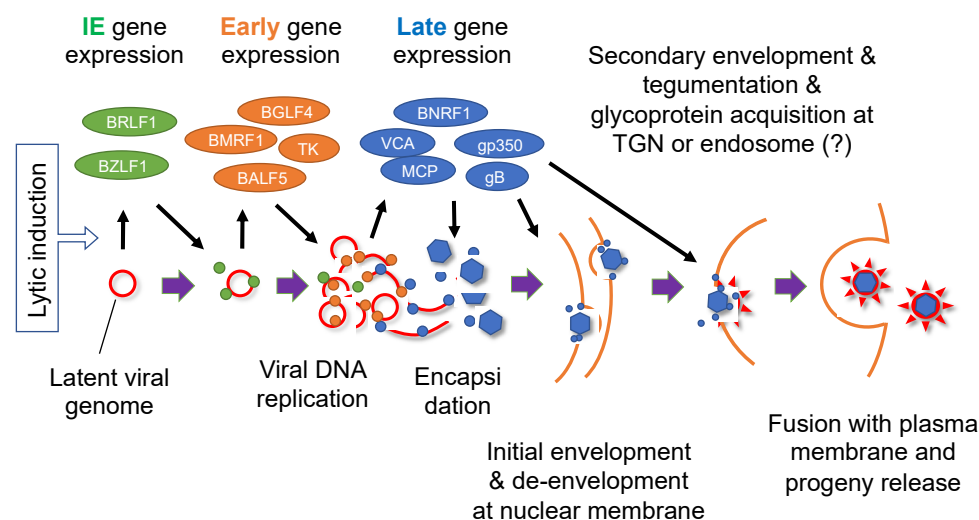 IE gene
expression
Early gene
expression
Late gene
expression
Secondary envelopment &
tegumentation &
glycoprotein acquisition at
TGN or endosome (?)
BRLF1
BZLF1
BGLF4
BMRF1
TK
BALF5
BNRF1
VCA
gp350
MCP
gB
Lytic induction
Latent viral
genome
Viral DNA
replication
Encapsi
dation
Initial envelopment
& de-envelopment
at nuclear membrane
Fusion with plasma
membrane and
progeny release